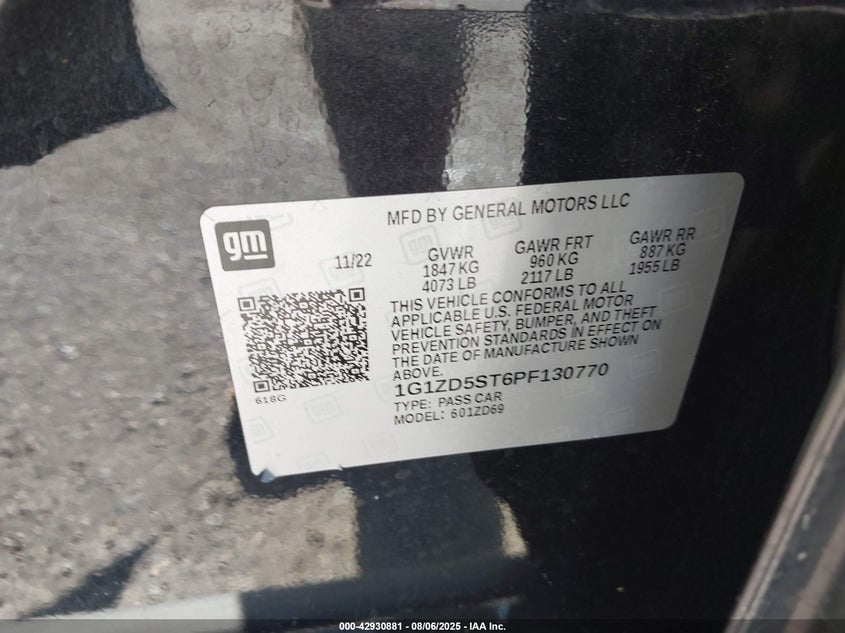 gm
MFD BY GENERAL MOTORS LLC
11/22
GVWR
1847 KG
4073 LB
GAWR FRT
960 KG
2117 LB
GAWR RR
887 KG
1955 LB
THIS VEHICLE CONFORMS TO ALL
APPLICABLE U.S. FEDERAL MOTOR
VEHICLE SAFETY, BUMPER, AND THEFT
PREVENTION STANDARDS IN EFFECT ON
THE DATE OF MANUFACTURE SHOWN
ABOVE.
618G
1G1ZD5ST6PF130770
TYPE: PASS CAR
MODEL: 601ZD69
000-42930881 - 08/06/2025 - IAA Inc.